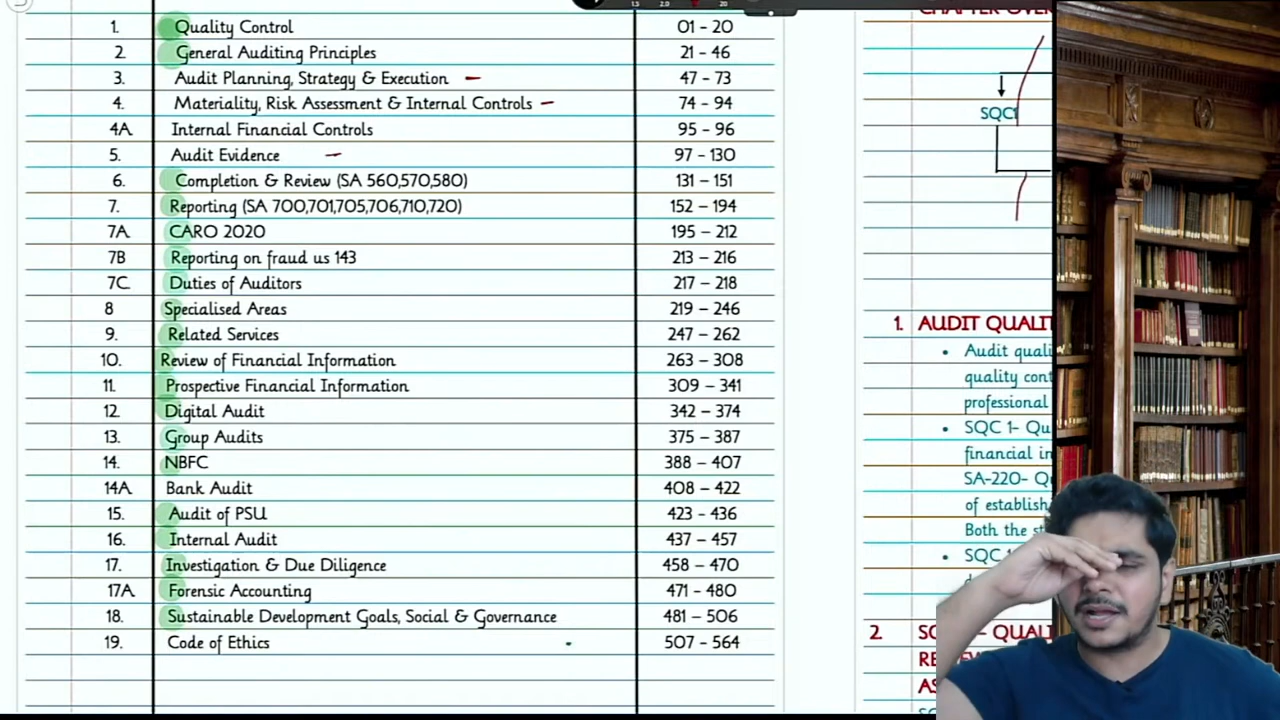 1. Quality Control 01 – 20
2. General Auditing Principles 21 – 46
3. Audit Planning, Strategy & Execution 47 – 73
4. Materiality, Risk Assessment & Internal Controls 74 – 94
4A. Internal Financial Controls 95 – 96
5. Audit Evidence 97 – 130
6. Completion & Review (SA 560,570,580) 131 – 151
7. Reporting (SA 700,701,705,706,710,720) 152 – 194
7A. CARO 2020 195 – 212
7B Reporting on fraud us 143 213 – 216
7C. Duties of Auditors 217 – 218
8 Specialised Areas 219 – 246
9. Related Services 247 – 262
10. Review of Financial Information 263 – 308
11. Prospective Financial Information 309 – 341
12. Digital Audit 342 – 374
13. Group Audits 375 – 387
14. NBFC 388 – 407
14A. Bank Audit 408 – 422
15. Audit of PSU 423 – 436
16. Internal Audit 437 – 457
17. Investigation & Due Diligence 458 – 470
17A. Forensic Accounting 471 – 480
18. Sustainable Development Goals, Social & Governance 481 – 506
19. Code of Ethics 507 – 564
SQC1
1. AUDIT QUALIT
• Audit quali
quality cont
professional
• SQC 1- Qu
financial in
SA-220- Q
of establish
Both the st
• SQC
2. QUAL